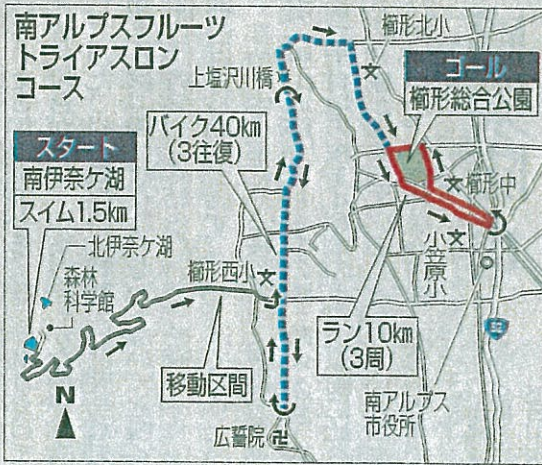 南アルプスフルーツ
トライアスロン
コース
櫛形北小
上塩沢川橋
ゴール
櫛形総合公園
バイク40km
(3往復)
スタート
南伊奈ケ湖
スイム1.5km
櫛形中
北伊奈ケ湖
小笠原小
森林
科学館
櫛形西小
ラン10km
(3周)
52
移動区間
N
南アルプス
市役所
広誓院